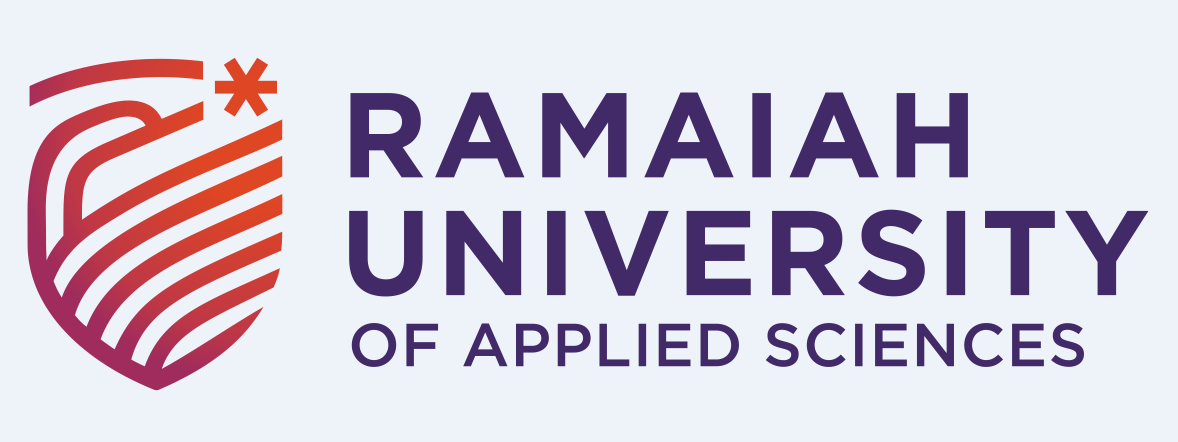 RAMAIAH
UNIVERSITY
OF APPLIED SCIENCES